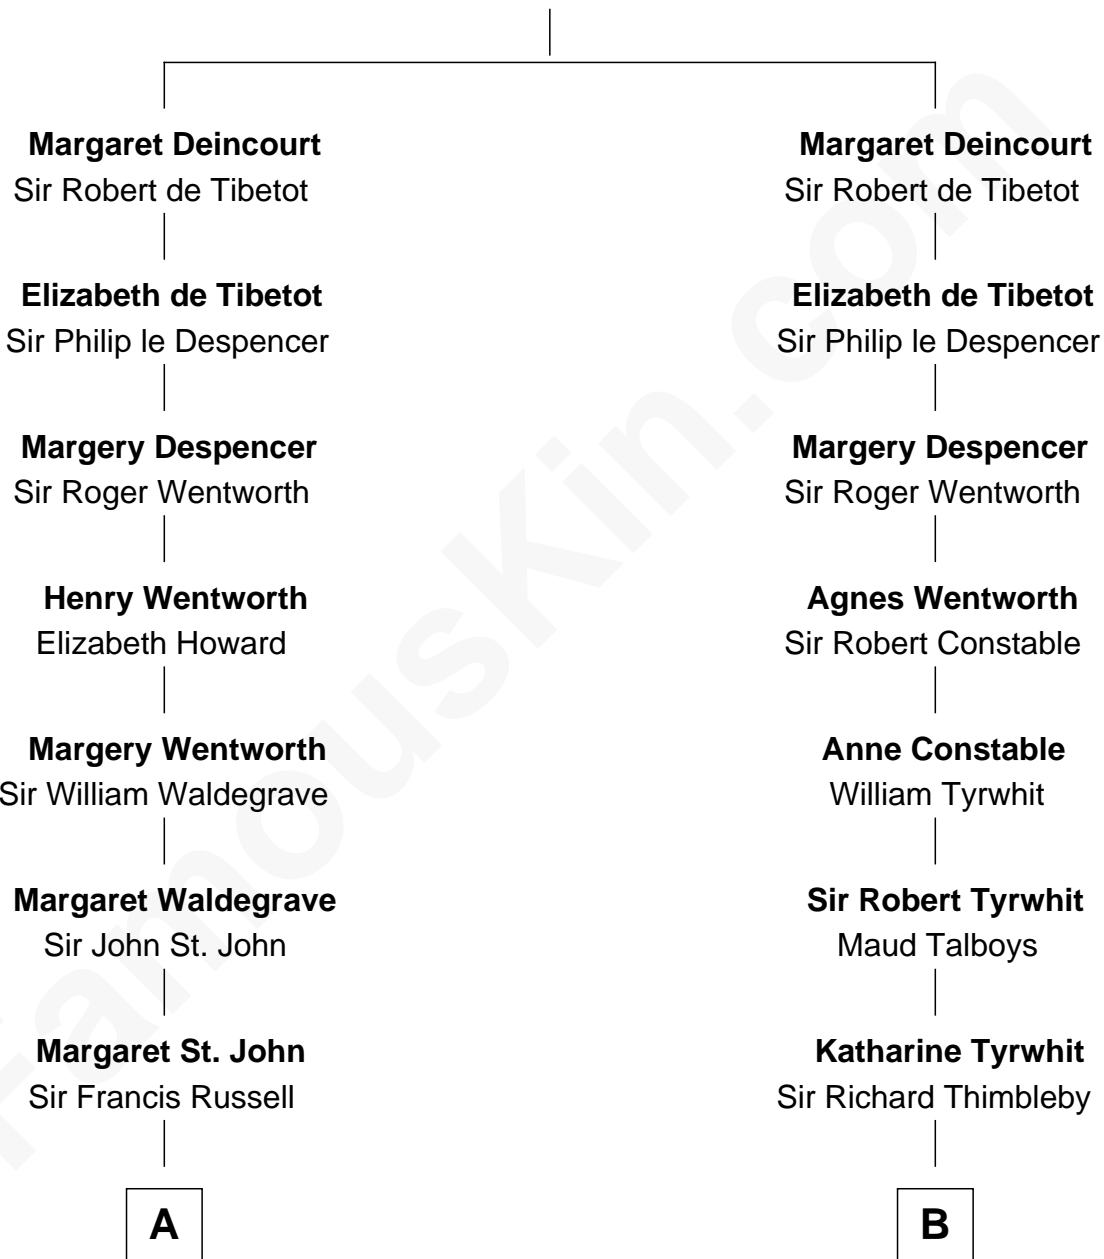 Margaret Deincourt
Sir Robert de Tibetot
Elizabeth de Tibetot
Sir Philip le Despencer
Margery Despencer
Sir Roger Wentworth
Henry Wentworth
Elizabeth Howard
Margery Wentworth
Sir William Waldegrave
Margaret Waldegrave
Sir John St. John
Margaret St. John
Sir Francis Russell
A
Margaret Deincourt
Sir Robert de Tibetot
Elizabeth de Tibetot
Sir Philip le Despencer
Margery Despencer
Sir Roger Wentworth
Agnes Wentworth
Sir Robert Constable
Anne Constable
William Tyrwhit
Sir Robert Tyrwhit
Maud Talboys
Katharine Tyrwhit
Sir Richard Thimbleby
B
FamousKin.com